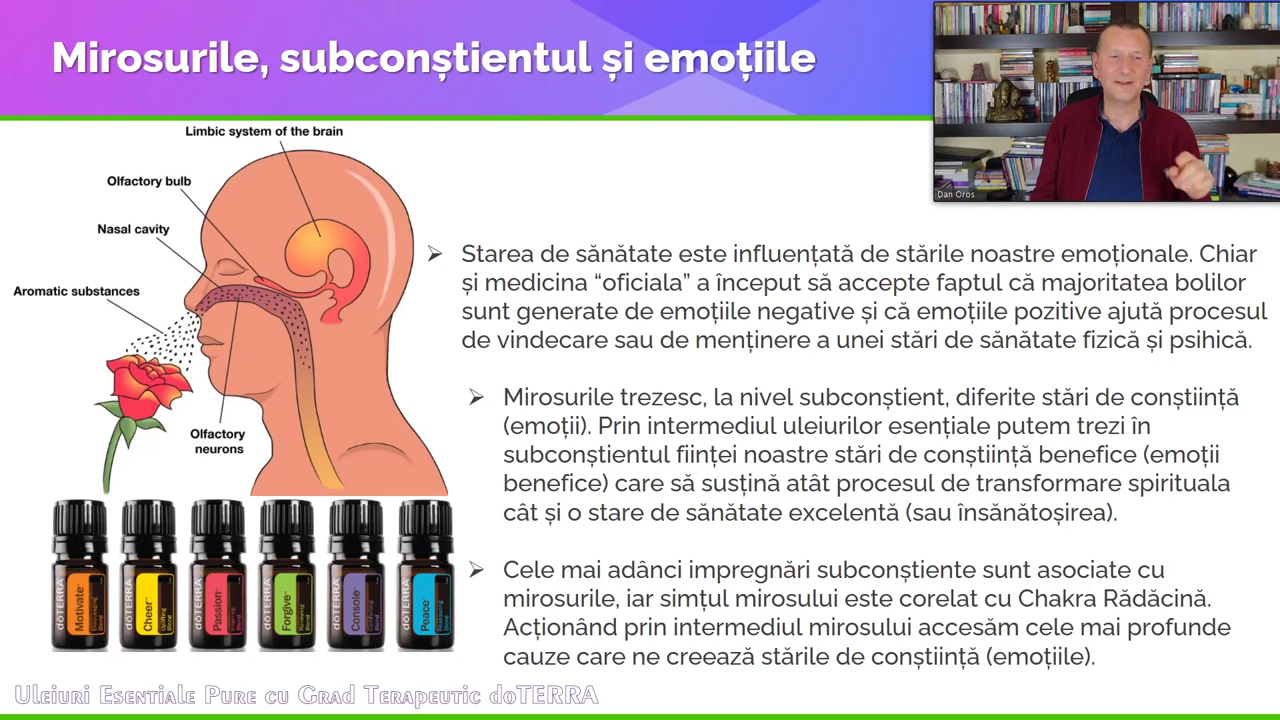 Mirosurile, subconștientul și emoțiile
Dan Oros
Limbic system of the brain
Olfactory bulb
Nasal cavity
Aromatic substances
Olfactory
neurons
Starea de sănătate este influențată de stările noastre emoționale. Chiar
și medicina “oficiala” a început să accepte faptul că majoritatea bolilor
sunt generate de emoțiile negative și că emoțiile pozitive ajută procesul
de vindecare sau de menținere a unei stări de sănătate fizică și psihică.
Mirosurile trezesc, la nivel subconștient, diferite stări de conștiință
(emoții). Prin intermediul uleiurilor esențiale putem trezi în
subconștientul ființei noastre stări de conștiință benefice (emoții
benefice) care să susțină atât procesul de transformare spirituala
cât și o stare de sănătate excelentă (sau însănătoșirea).
Cele mai adânci impregnări subconștiente sunt asociate cu
mirosurile, iar simțul mirosului este corelat cu Chakra Rădăcină.
Acționând prin intermediul mirosului accesăm cele mai profunde
cauze care ne creează stările de conștiință (emoțiile).
dōTERRA
Motivate
dōTERRA
Cheer
dōTERRA
Passion
dōTERRA
Forgive
dōTERRA
Console
dōTERRA
Peace
Uleiuri Esentiale Pure cu Grad Terapeutic doTERRA